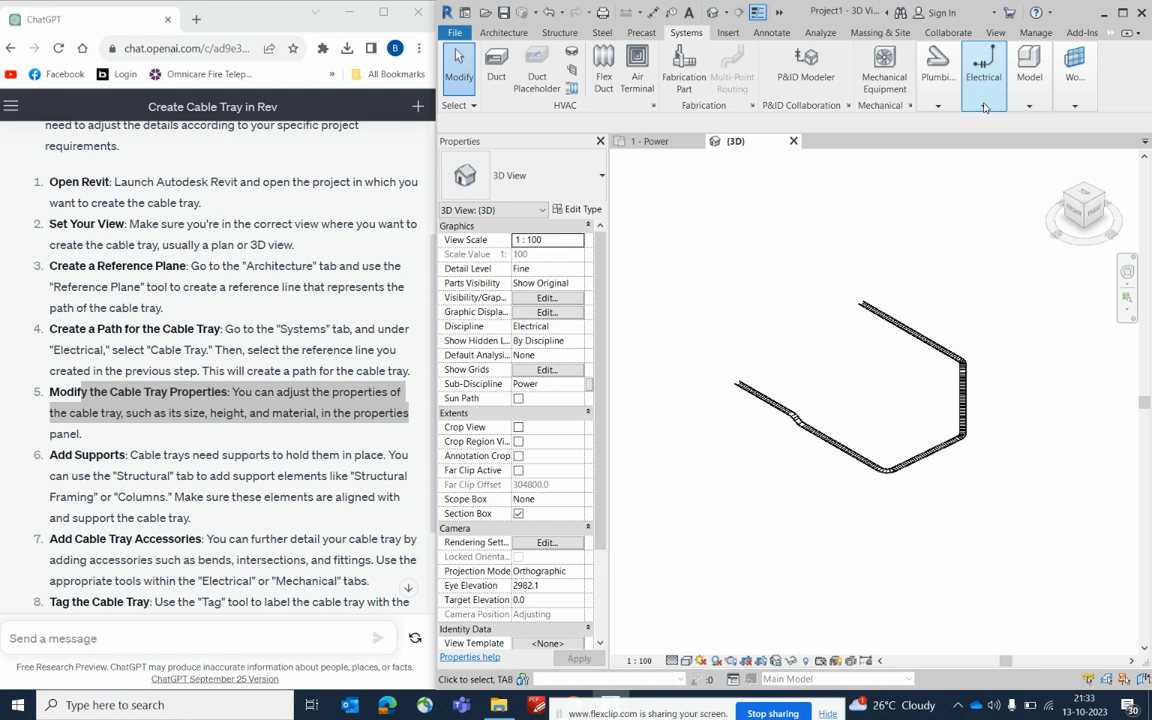 ChatGPT
chat.openai.com/c/ad9e3...
B
Facebook
Login
Omnicare Fire Telep...
»
All Bookmarks
Create Cable Tray in Rev
need to adjust the details according to your specific project
requirements.
1. Open Revit: Launch Autodesk Revit and open the project in which you
want to create the cable tray.
2. Set Your View: Make sure you're in the correct view where you want to
create the cable tray, usually a plan or 3D view.
3. Create a Reference Plane: Go to the "Architecture" tab and use the
"Reference Plane" tool to create a reference line that represents the
path of the cable tray.
4. Create a Path for the Cable Tray: Go to the "Systems" tab, and under
"Electrical," select "Cable Tray." Then, select the reference line you
created in the previous step. This will create a path for the cable tray.
5. Modify the Cable Tray Properties: You can adjust the properties of
the cable tray, such as its size, height, and material, in the properties
panel.
6. Add Supports: Cable trays need supports to hold them in place. You
can use the "Structural" tab to add support elements like "Structural
Framing" or "Columns." Make sure these elements are aligned with
and support the cable tray.
7. Add Cable Tray Accessories: You can further detail your cable tray by
adding accessories such as bends, intersections, and fittings. Use the
appropriate tools within the "Electrical" or "Mechanical" tabs.
8. Tag the Cable Tray: Use the "Tag" tool to label the cable tray with the
Send a message
Free Research Preview. ChatGPT may produce inaccurate information about people, places, or facts.
ChatGPT September 25 Version
Project1 - 3D Vi...
Sign In
File Architecture Structure Steel Precast Systems Insert Annotate Analyze Massing & Site Collaborate View Manage Add-Ins
Modify
Duct
Duct
Placeholder
Flex
Duct
Air
Terminal
Fabrication
Part
Multi-Point
Routing
P&ID Modeler
Mechanical
Equipment
Plumbi...
Electrical
Model
Wo...
Select
HVAC
Fabrication
P&ID Collaboration
Mechanical
Properties
1 - Power
{3D}
3D View
3D View: {3D}
Edit Type
Graphics
View Scale 1 : 100
Scale Value 1: 100
Detail Level Fine
Parts Visibility Show Original
Visibility/Grap... Edit...
Graphic Displa... Edit...
Discipline Electrical
Show Hidden L... By Discipline
Default Analysi... None
Show Grids Edit...
Sub-Discipline Power
Sun Path
Extents
Crop View
Crop Region Vi...
Annotation Crop
Far Clip Active
Far Clip Offset 304800.0
Scope Box None
Section Box
Camera
Rendering Sett... Edit...
Locked Orienta...
Projection Mode Orthographic
Eye Elevation 2982.1
Target Elevation 0.0
Camera Position Adjusting
Identity Data
View Template <None>
Properties help
Apply
TOP
FRONT
RIGHT
1 : 100
Click to select, TAB
:0
Main Model
Type here to search
www.flexclip.com is sharing your screen.
Stop sharing
Hide
26°C Cloudy
21:33
13-10-2023
30